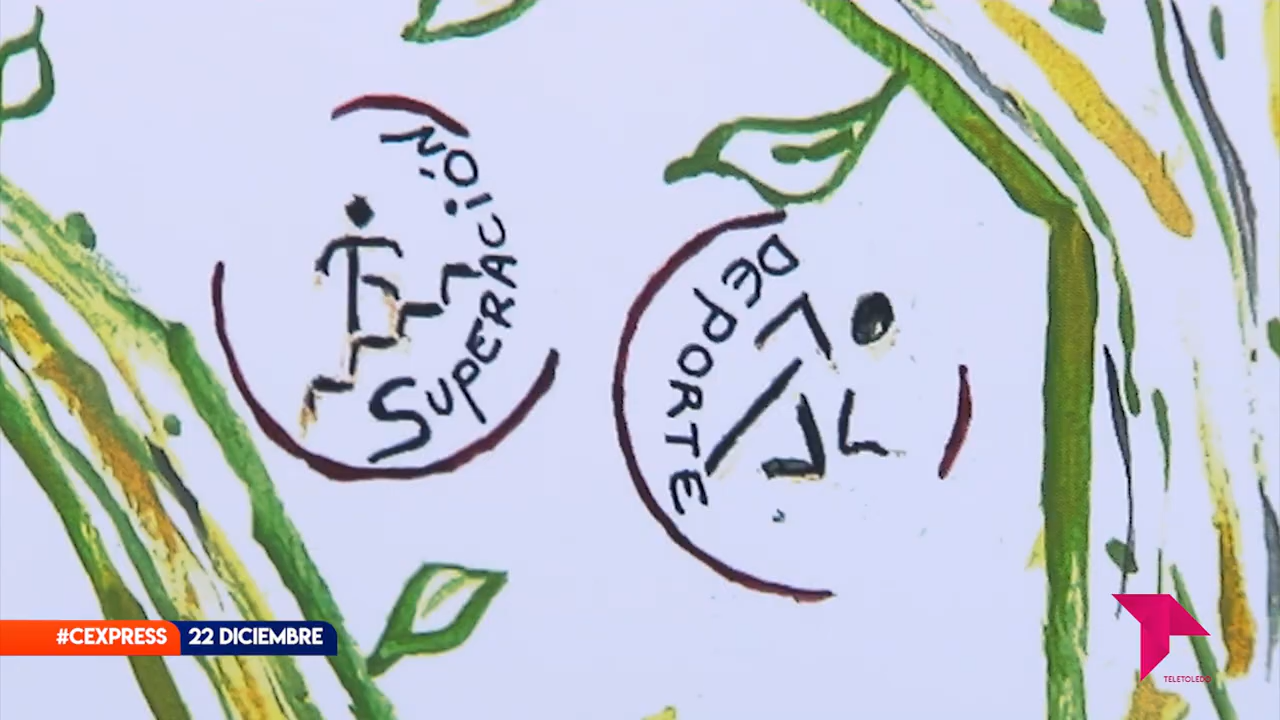 SUPERACIÓN
DEPORTE
#CEXPRESS
22 DICIEMBRE
TELETOLEDO